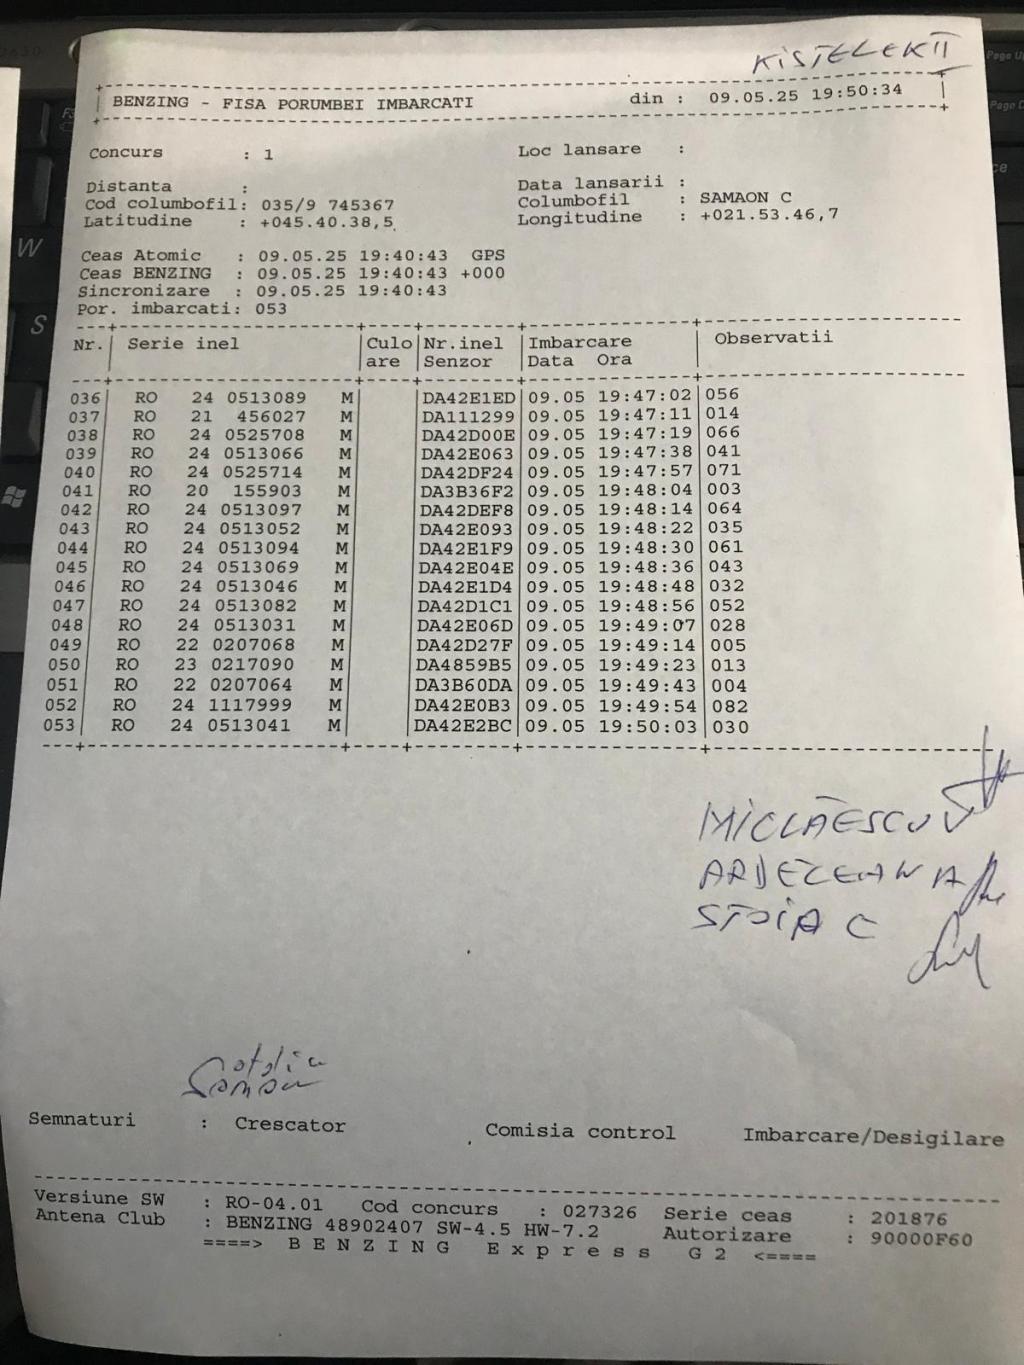 KISTELEK II
BENZING - FISA PORUMBEI IMBARCATI din : 09.05.25 19:50:34
Concurs : 1 Loc lansare :
Distanta : Data lansarii :
Cod columbofil: 035/9 745367 Columbofil : SAMAON C
Latitudine : +045.40.38,5 Longitudine : +021.53.46,7
Ceas Atomic : 09.05.25 19:40:43 GPS
Ceas BENZING : 09.05.25 19:40:43 +000
Sincronizare : 09.05.25 19:40:43
Por. imbarcati: 053
Nr. Serie inel Culo Nr.inel Imbarcare Observatii
are Senzor Data Ora
036 RO 24 0513089 M DA42E1ED 09.05 19:47:02 056
037 RO 21 456027 M DA111299 09.05 19:47:11 014
038 RO 24 0525708 M DA42D00E 09.05 19:47:19 066
039 RO 24 0513066 M DA42E063 09.05 19:47:38 041
040 RO 24 0525714 M DA42DF24 09.05 19:47:57 071
041 RO 20 155903 M DA3B36F2 09.05 19:48:04 003
042 RO 24 0513097 M DA42DEF8 09.05 19:48:14 064
043 RO 24 0513052 M DA42E093 09.05 19:48:22 035
044 RO 24 0513094 M DA42E1F9 09.05 19:48:30 061
045 RO 24 0513069 M DA42E04E 09.05 19:48:36 043
046 RO 24 0513046 M DA42E1D4 09.05 19:48:48 032
047 RO 24 0513082 M DA42D1C1 09.05 19:48:56 052
048 RO 24 0513031 M DA42E06D 09.05 19:49:07 028
049 RO 22 0207068 M DA42D27F 09.05 19:49:14 005
050 RO 23 0217090 M DA4859B5 09.05 19:49:23 013
051 RO 22 0207064 M DA3B60DA 09.05 19:49:43 004
052 RO 24 1117999 M DA42E0B3 09.05 19:49:54 082
053 RO 24 0513041 M DA42E2BC 09.05 19:50:03 030
MICLĂESCU V
ARDELEAN A
STOIA C
Semnaturi : Crescator Comisia control Imbarcare/Desigilare
Versiune SW : RO-04.01 Cod concurs : 027326 Serie ceas : 201876
Antena Club : BENZING 48902407 SW-4.5 HW-7.2 Autorizare : 90000F60
====> B E N Z I N G E x p r e s s G 2 <====
W
S